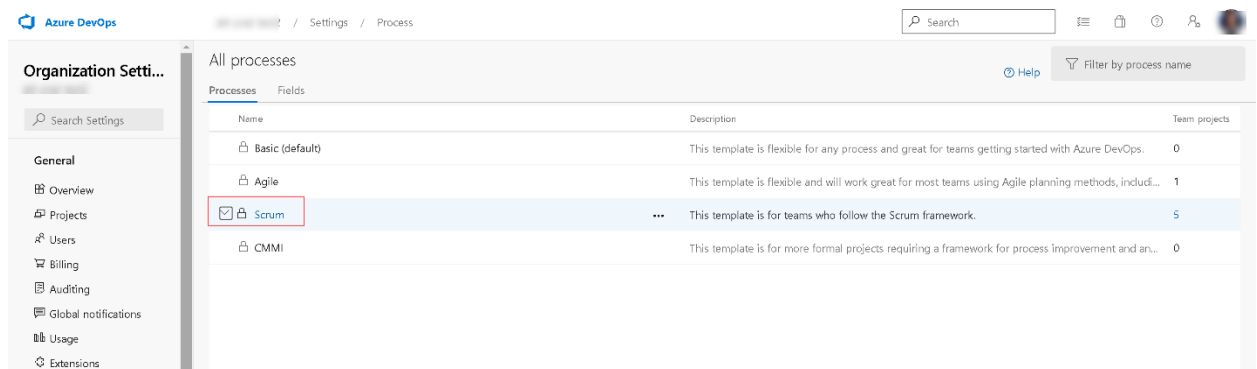 Azure DevOps
/ Settings / Process
Search
Organization Setti...
Search Settings
General
Overview
Projects
Users
Billing
Auditing
Global notifications
Usage
Extensions
All processes
Help
Filter by process name
Processes Fields
Name Description Team projects
Basic (default) This template is flexible for any process and great for teams getting started with Azure DevOps. 0
Agile This template is flexible and will work great for most teams using Agile planning methods, includi... 1
Scrum ... This template is for teams who follow the Scrum framework. 5
CMMI This template is for more formal projects requiring a framework for process improvement and an... 0